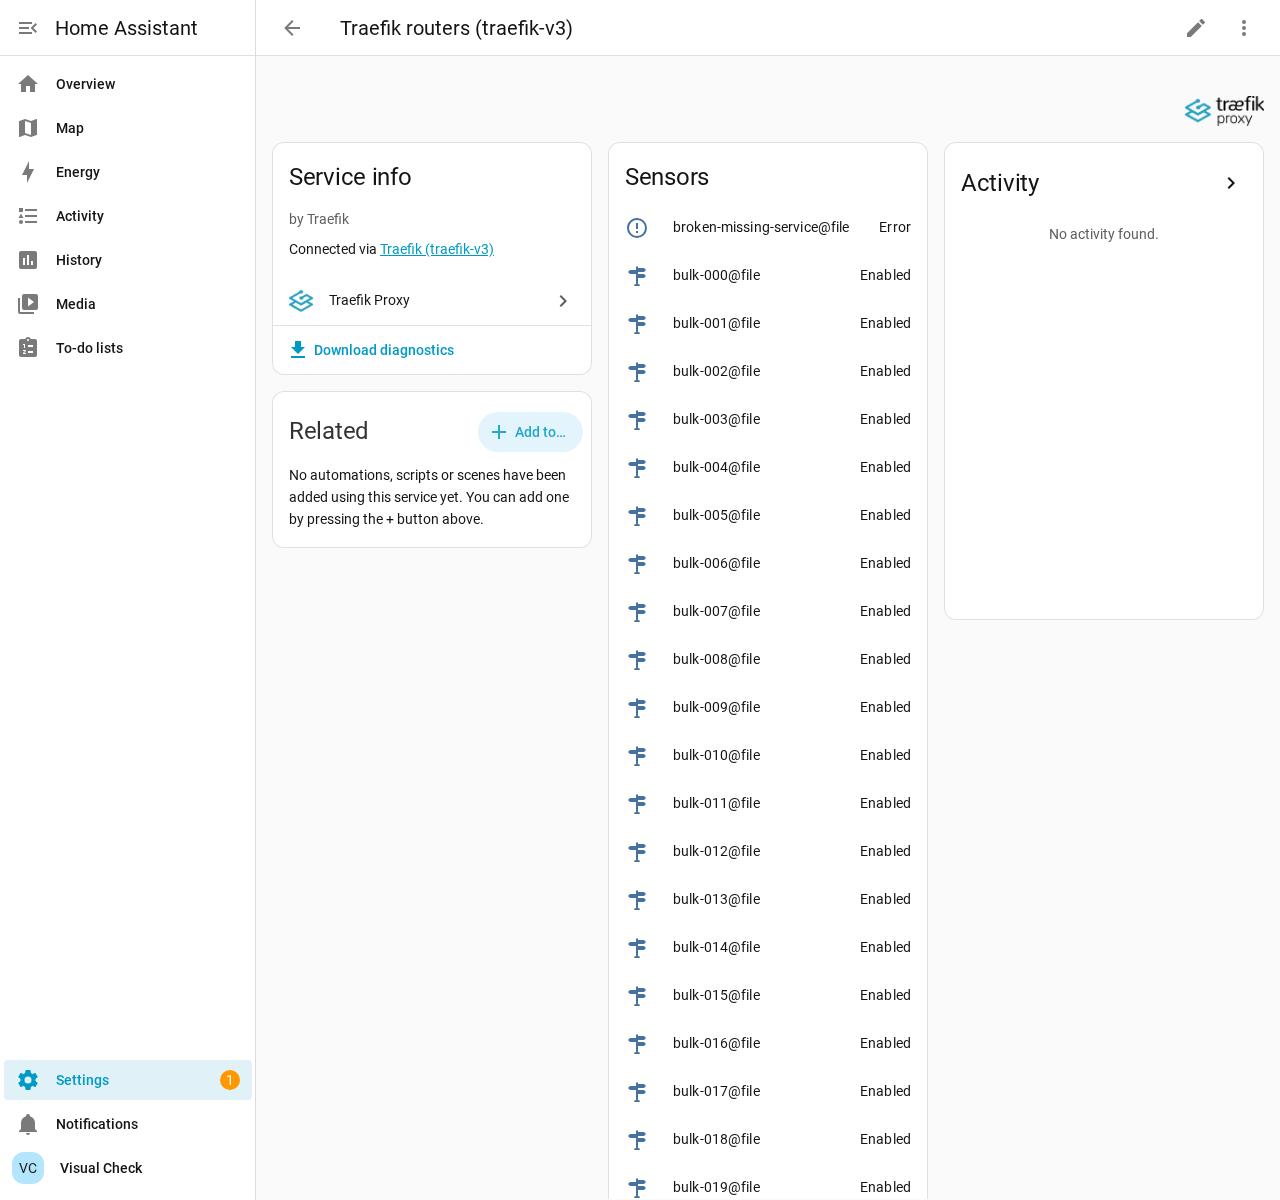 Home Assistant
Traefik routers (traefik-v3)
Overview
Map
Energy
Activity
History
Media
To-do lists
Settings
1
Notifications
VC
Visual Check
træfik
proxy
Service info
by Traefik
Connected via Traefik (traefik-v3)
Traefik Proxy
Download diagnostics
Related
Add to...
No automations, scripts or scenes have been
added using this service yet. You can add one
by pressing the + button above.
Sensors
broken-missing-service@file Error
bulk-000@file Enabled
bulk-001@file Enabled
bulk-002@file Enabled
bulk-003@file Enabled
bulk-004@file Enabled
bulk-005@file Enabled
bulk-006@file Enabled
bulk-007@file Enabled
bulk-008@file Enabled
bulk-009@file Enabled
bulk-010@file Enabled
bulk-011@file Enabled
bulk-012@file Enabled
bulk-013@file Enabled
bulk-014@file Enabled
bulk-015@file Enabled
bulk-016@file Enabled
bulk-017@file Enabled
bulk-018@file Enabled
bulk-019@file Enabled
Activity
No activity found.